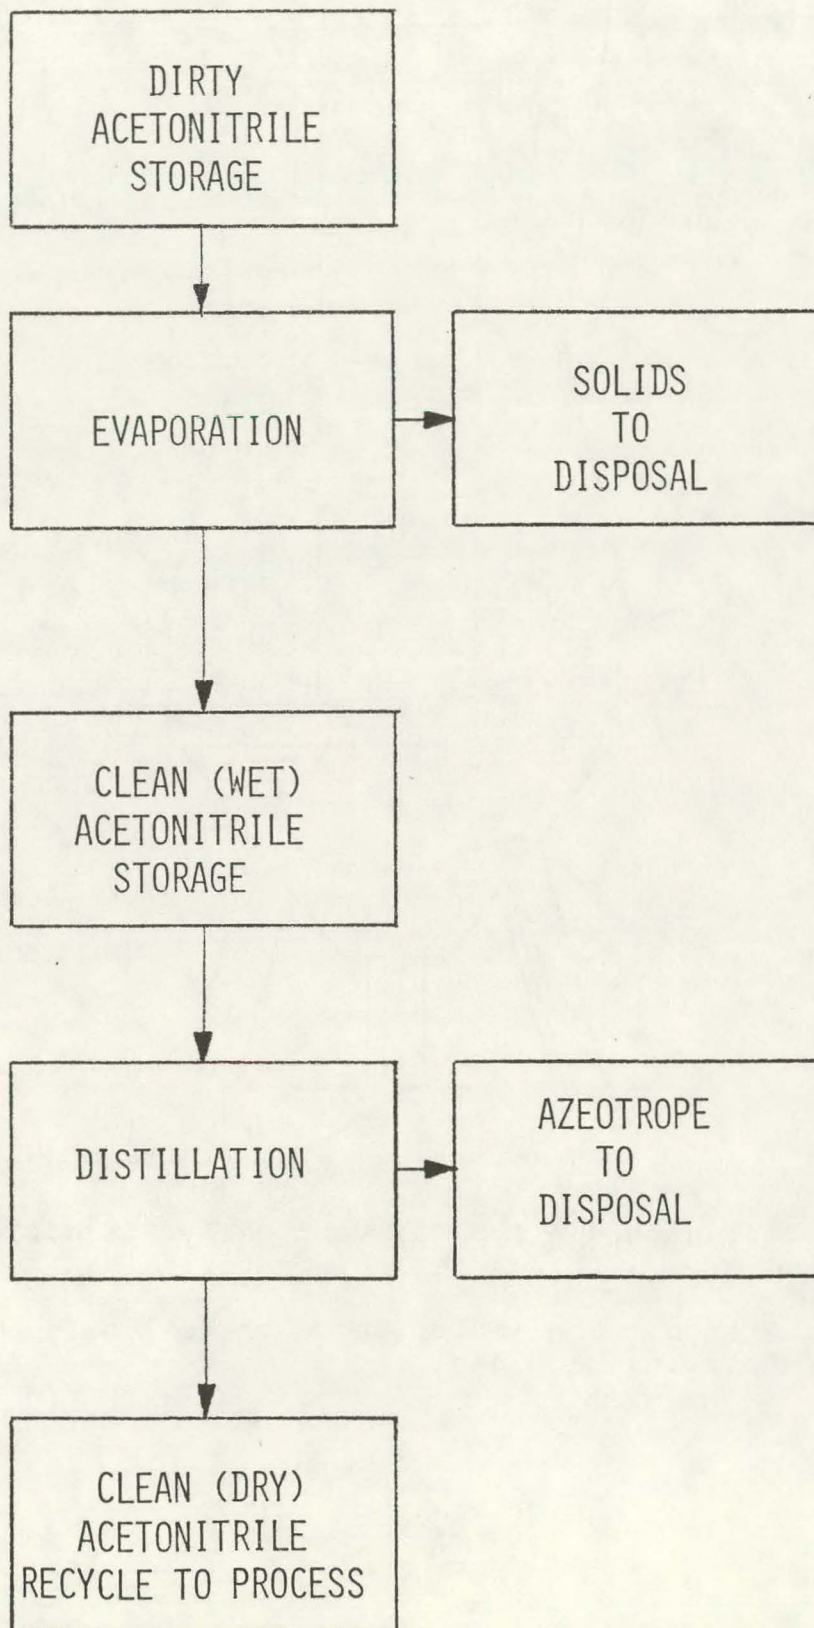 DIRTY
ACETONITRILE
STORAGE
EVAPORATION
SOLIDS
TO
DISPOSAL
CLEAN (WET)
ACETONITRILE
STORAGE
DISTILLATION
AZEOTROPE
TO
DISPOSAL
CLEAN (DRY)
ACETONITRILE
RECYCLE TO PROCESS